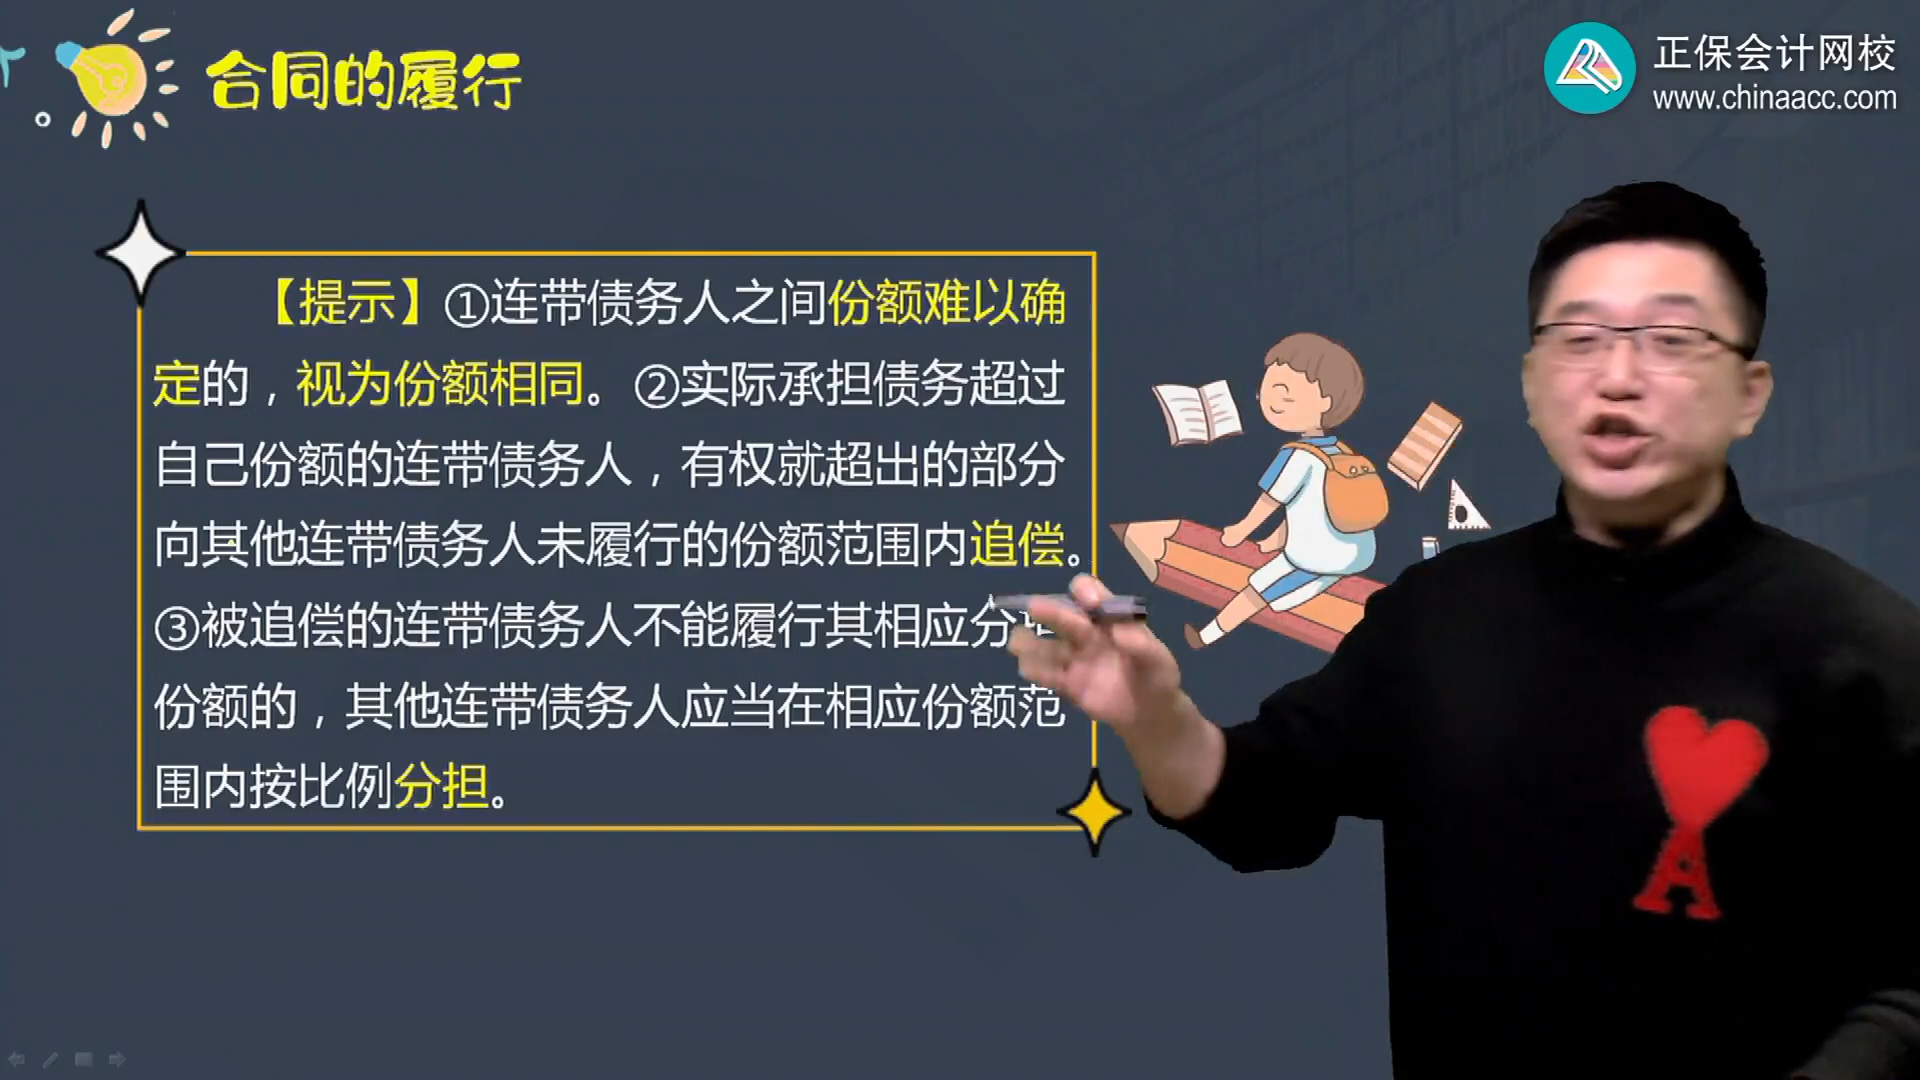 合同的履行
正保会计网校
www.chinaacc.com
【提示】①连带债务人之间份额难以确
定的，视为份额相同。②实际承担债务超过
自己份额的连带债务人，有权就超出的部分
向其他连带债务人未履行的份额范围内追偿。
③被追偿的连带债务人不能履行其相应分
份额的，其他连带债务人应当在相应份额范
围内按比例分担。